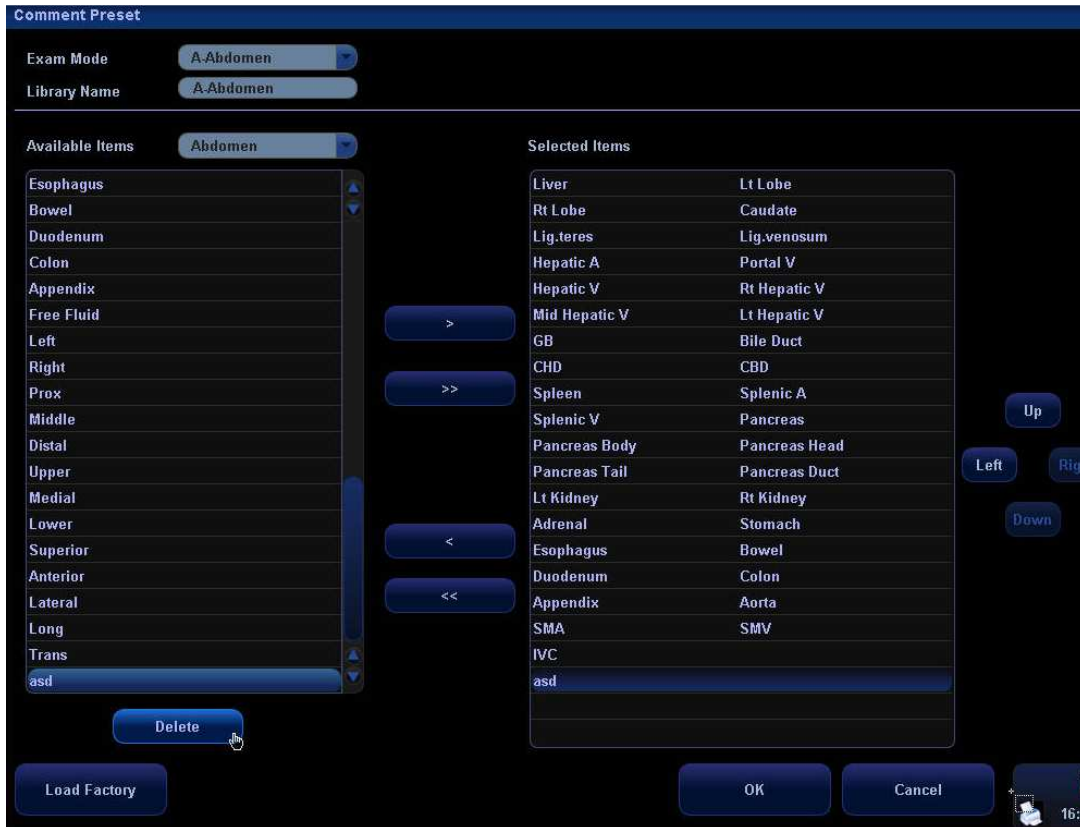 Comment Preset
Exam Mode A-Abdomen
Library Name A-Abdomen
Available Items Abdomen
Esophagus
Bowel
Duodenum
Colon
Appendix
Free Fluid
Left
Right
Prox
Middle
Distal
Upper
Medial
Lower
Superior
Anterior
Lateral
Long
Trans
asd
Delete
>
>>
<
<<
Selected Items
Liver Lt Lobe
Rt Lobe Caudate
Lig.teres Lig.venosum
Hepatic A Portal V
Hepatic V Rt Hepatic V
Mid Hepatic V Lt Hepatic V
GB Bile Duct
CHD CBD
Spleen Splenic A
Splenic V Pancreas
Pancreas Body Pancreas Head
Pancreas Tail Pancreas Duct
Lt Kidney Rt Kidney
Adrenal Stomach
Esophagus Bowel
Duodenum Colon
Appendix Aorta
SMA SMV
IVC
asd
Up
Left Rig
Down
Load Factory OK Cancel
16: